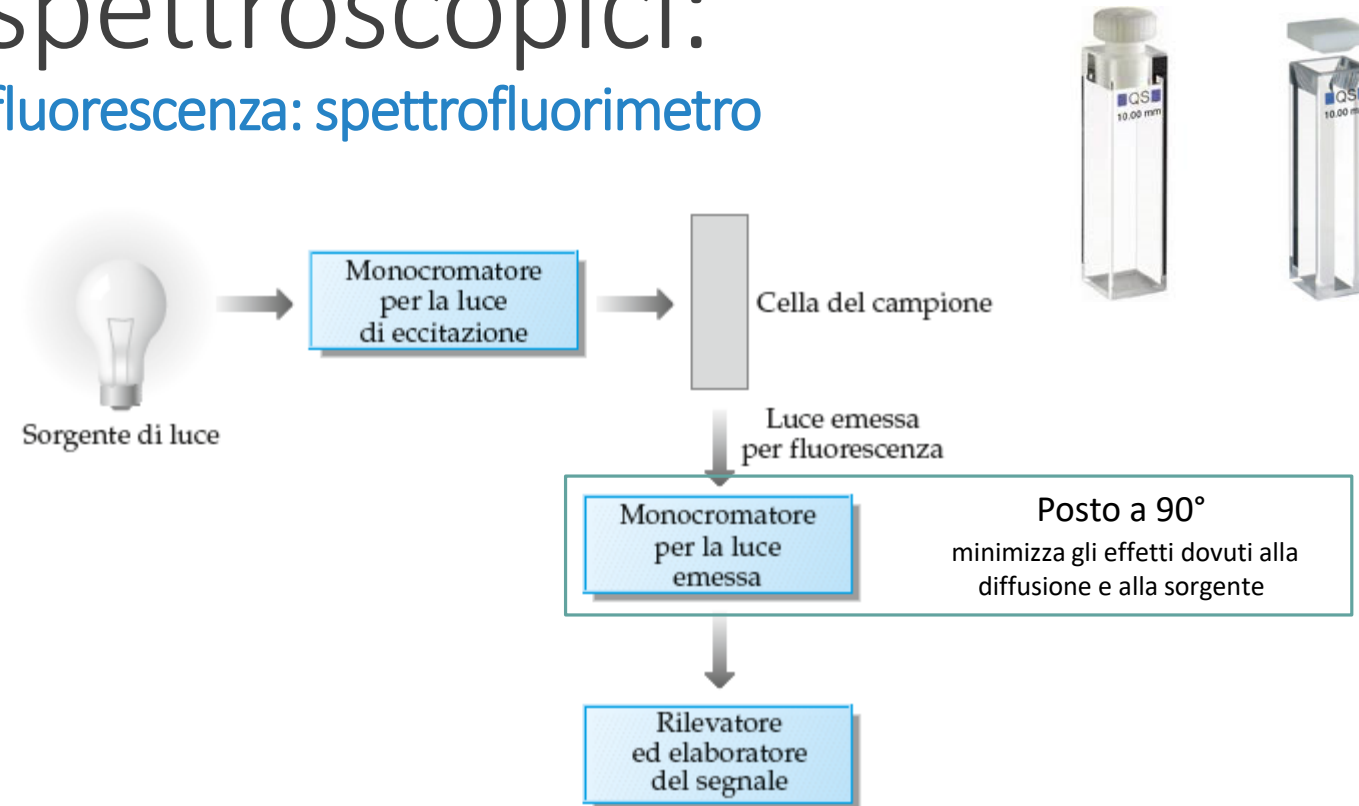 spettroscopici:
fluorescenza: spettrofluorimetro
QS
10.00 mm
QS
10.00 m
Monocromatore
per la luce
di eccitazione
Cella del campione
Sorgente di luce
Luce emessa
per fluorescenza
Monocromatore
per la luce
emessa
Posto a 90°
minimizza gli effetti dovuti alla
diffusione e alla sorgente
Rilevatore
ed elaboratore
del segnale